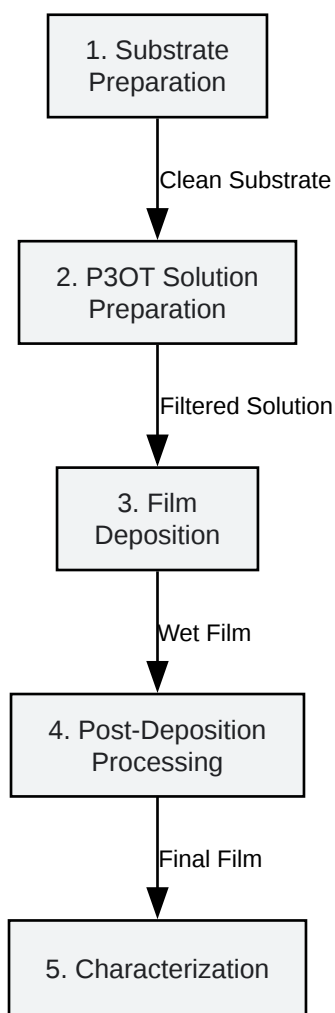 1. Substrate
Preparation
Clean Substrate
2. P3OT Solution
Preparation
Filtered Solution
3. Film
Deposition
Wet Film
4. Post-Deposition
Processing
Final Film
5. Characterization